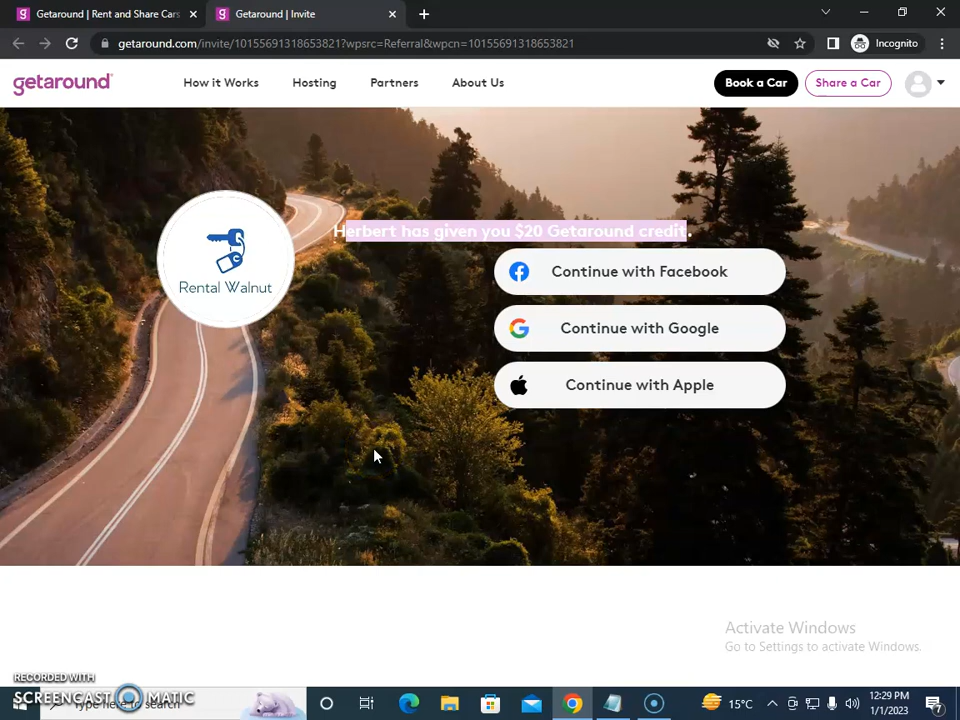 Getaround | Rent and Share Cars
Getaround | Invite
getaround.com/invite/10155691318653821?wpsrc=Referral&wpcn=10155691318653821
Incognito
getaround
How it Works
Hosting
Partners
About Us
Book a Car
Share a Car
Rental Walnut
Herbert has given you $20 Getaround credit.
Continue with Facebook
Continue with Google
Continue with Apple
Activate Windows
Go to Settings to activate Windows.
RECORDED WITH
SCREENCAST MATIC
Type here to search
15°C
12:29 PM
1/1/2023
7